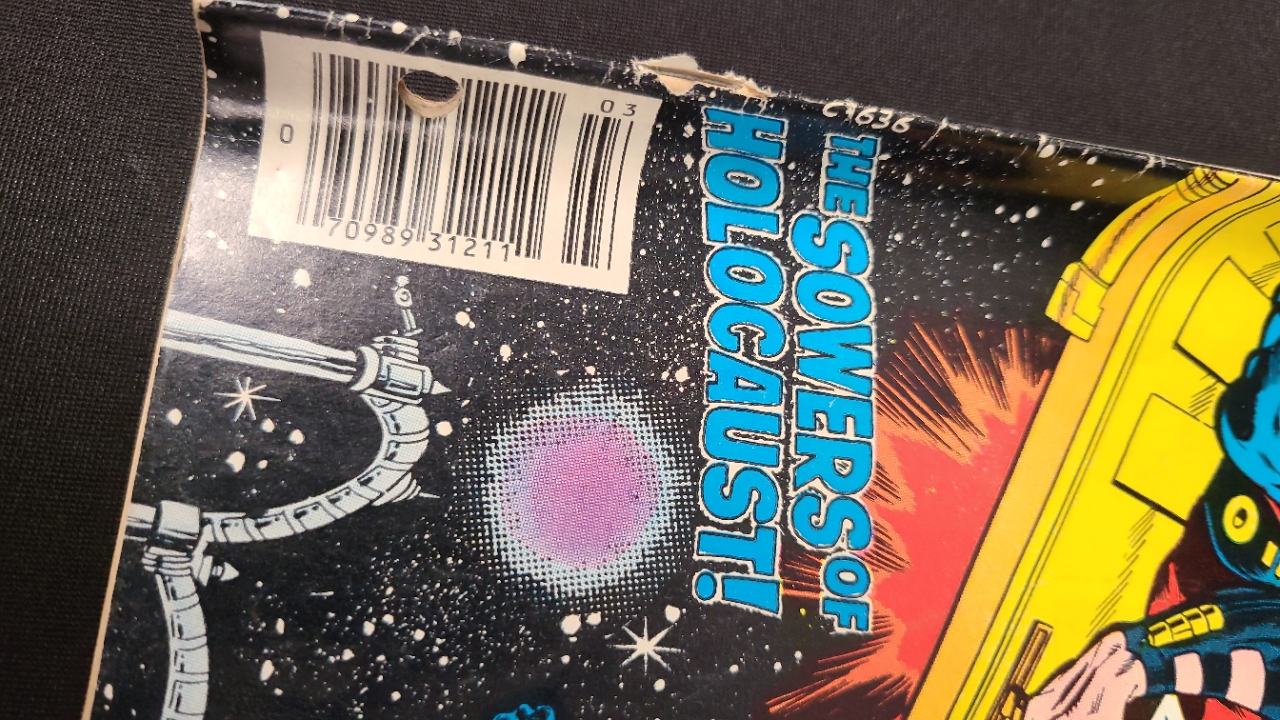 THE SOWERS OF
HOLOCAUST!
C1636
03
0
70989 31211